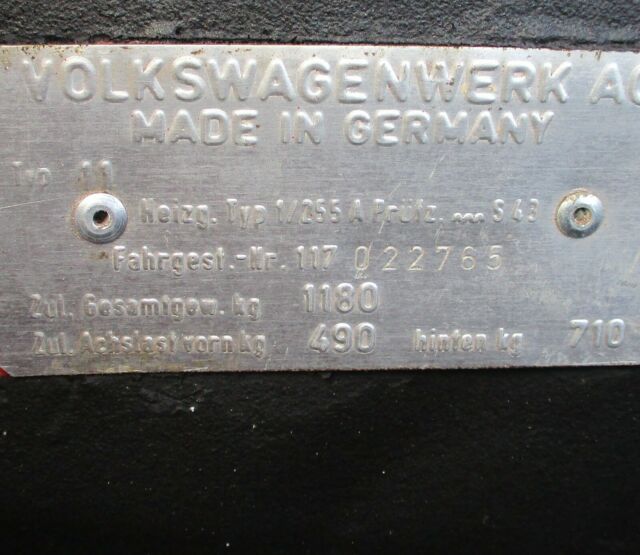 VOLKSWAGENWERK AG
MADE IN GERMANY
Typ 11
Heizg. Typ 1/255 A Prüfz. ~~~ S 43
Fahrgest.-Nr. 117 022765
Zul. Gesamtgew. kg 1180
Zul. Achslast vorn kg 490 hinten kg 710